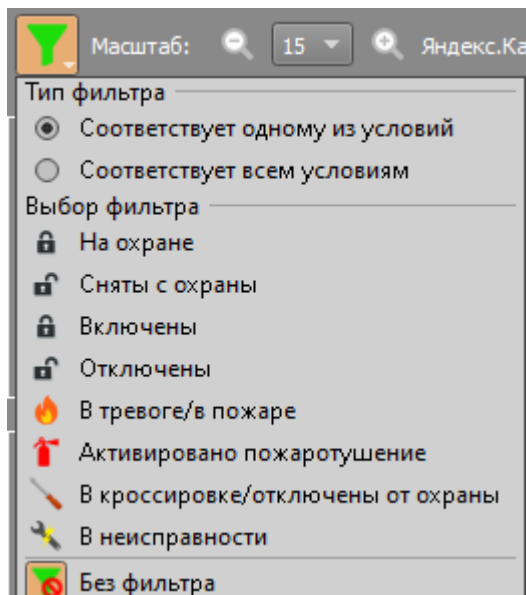 Масштаб: 15 Яндекс.Ка
Тип фильтра
Соответствует одному из условий
Соответствует всем условиям
Выбор фильтра
На охране
Сняты с охраны
Включены
Отключены
В тревоге/в пожаре
Активировано пожаротушение
В кроссировке/отключены от охраны
В неисправности
Без фильтра